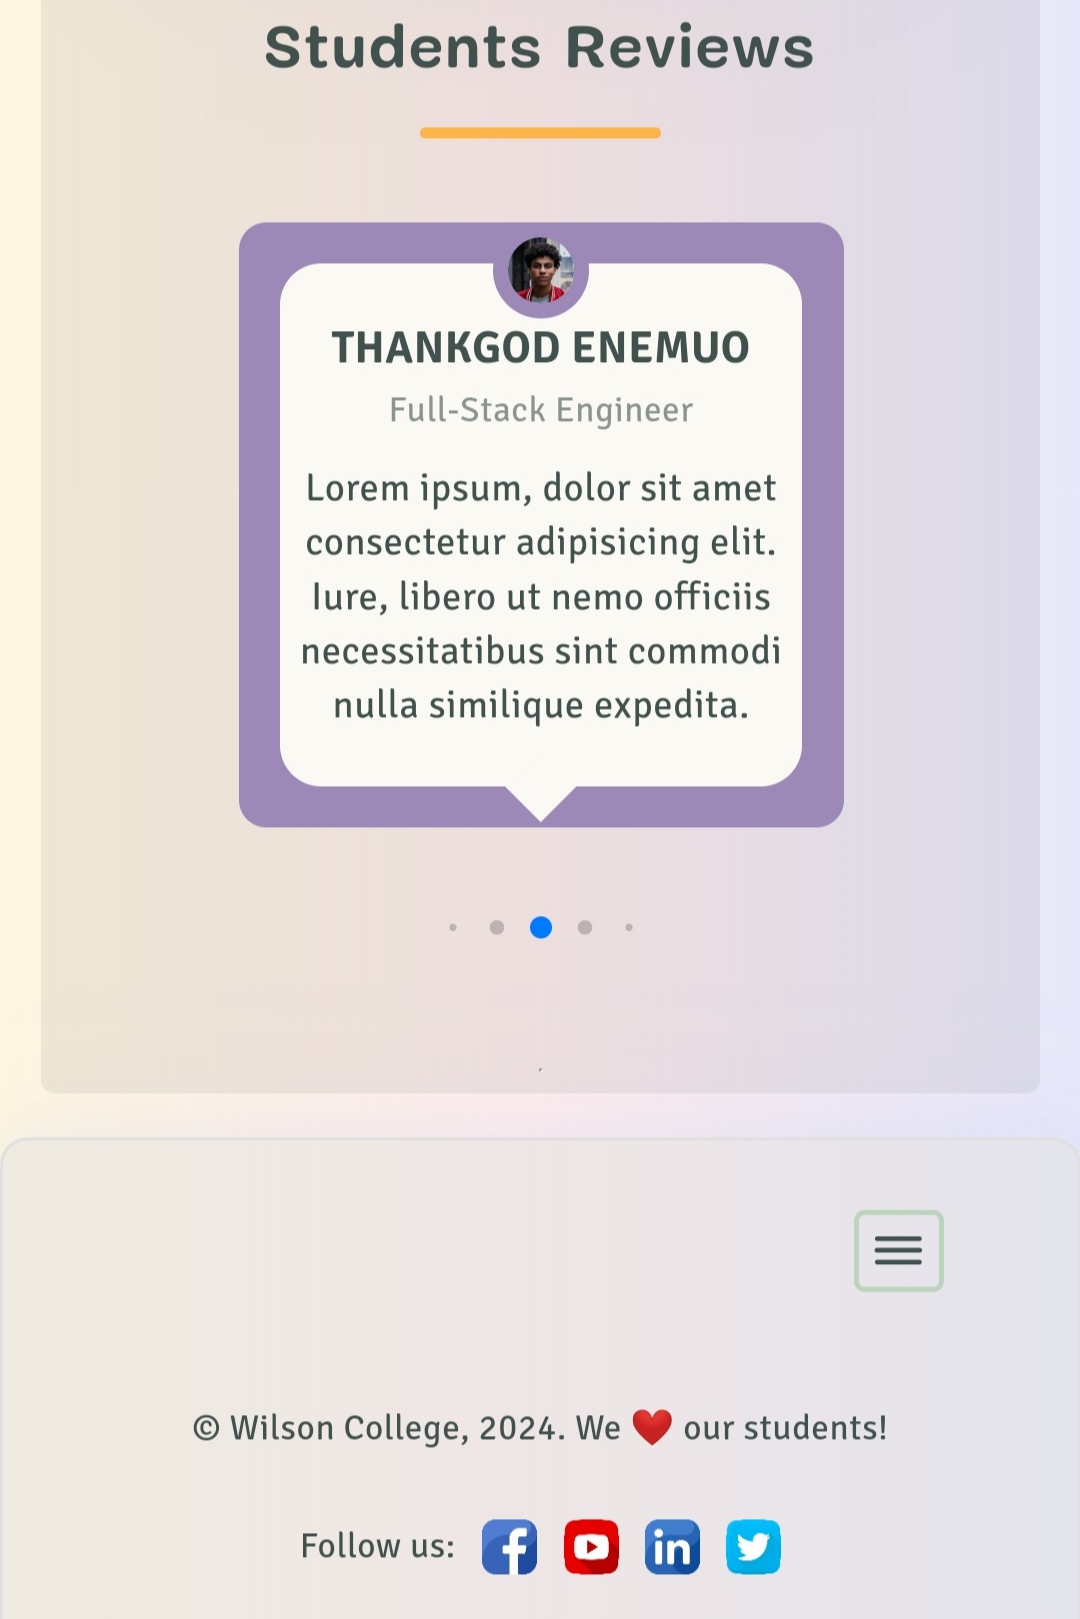 Students Reviews
THANKGOD ENEMUO
Full-Stack Engineer
Lorem ipsum, dolor sit amet
consectetur adipisicing elit.
Iure, libero ut nemo officiis
necessitatibus sint commodi
nulla similique expedita.
© Wilson College, 2024. We ❤️ our students!
Follow us: